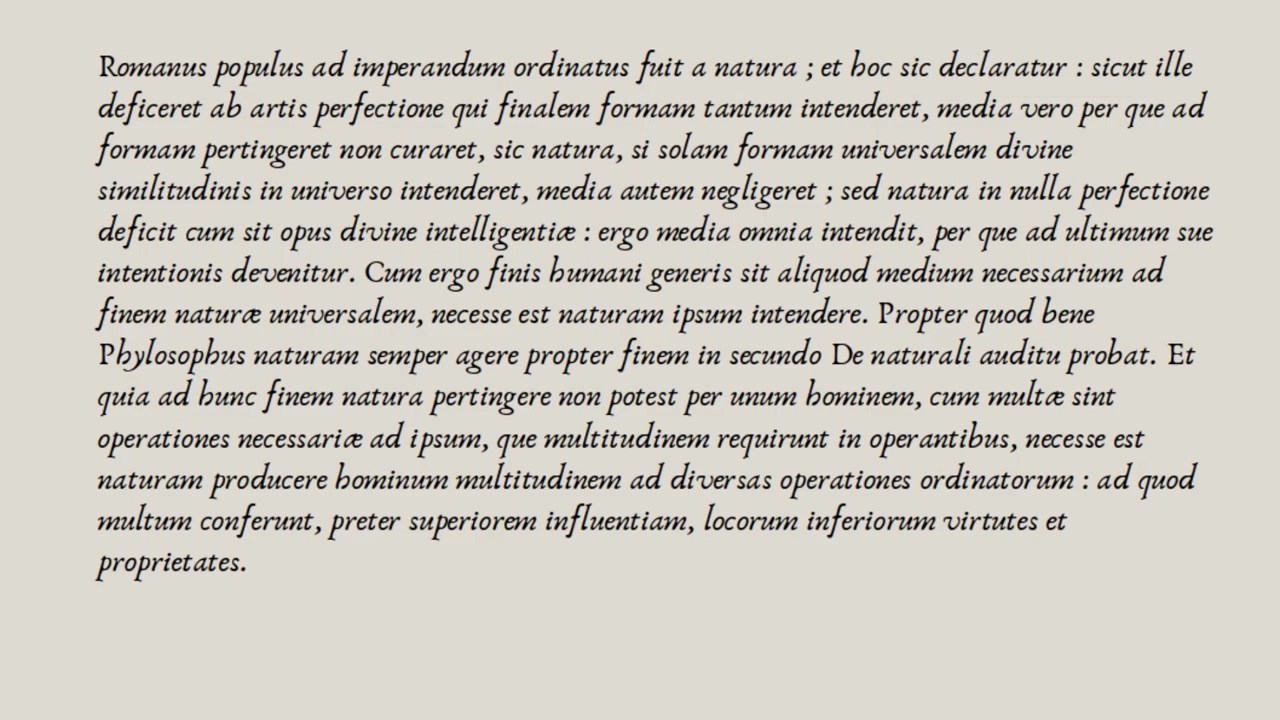 Romanus populus ad imperandum ordinatus fuit a natura ; et hoc sic declaratur : sicut ille
deficeret ab artis perfectione qui finalem formam tantum intenderet, media vero per que ad
formam pertingeret non curaret, sic natura, si solam formam universalem divine
similitudinis in universo intenderet, media autem negligeret ; sed natura in nulla perfectione
deficit cum sit opus divine intelligentiæ : ergo media omnia intendit, per que ad ultimum sue
intentionis devenitur. Cum ergo finis humani generis sit aliquod medium necessarium ad
finem naturæ universalem, necesse est naturam ipsum intendere. Propter quod bene
Phylosophus naturam semper agere propter finem in secundo De naturali auditu probat. Et
quia ad hunc finem natura pertingere non potest per unum hominem, cum multæ sint
operationes necessariæ ad ipsum, que multitudinem requirunt in operantibus, necesse est
naturam producere hominum multitudinem ad diversas operationes ordinatorum : ad quod
multum conferunt, preter superiorem influentiam, locorum inferiorum virtutes et
proprietates.